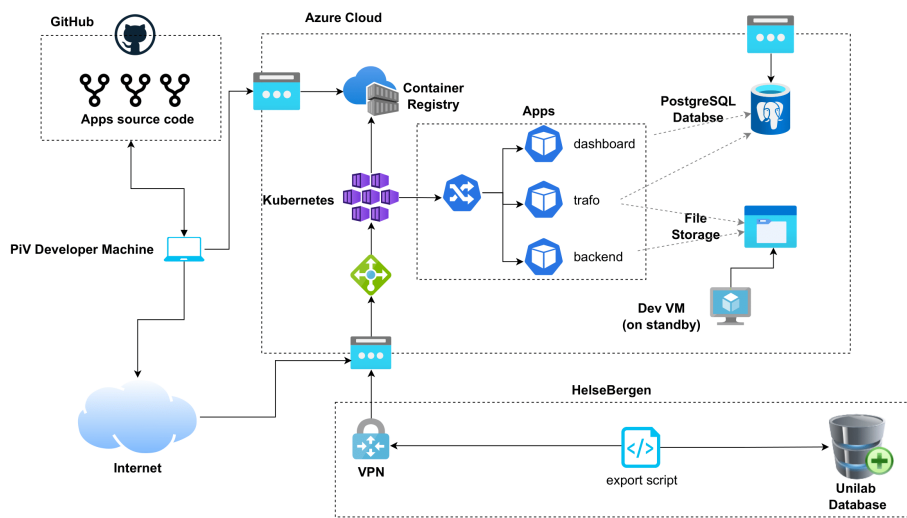 GitHub
Azure Cloud
Apps source code
Container
Registry
PostgreSQL
Databse
Apps
dashboard
Kubernetes
trafo
File
Storage
PiV Developer Machine
backend
Dev VM
(on standby)
HelseBergen
Internet
VPN
export script
Unilab
Database